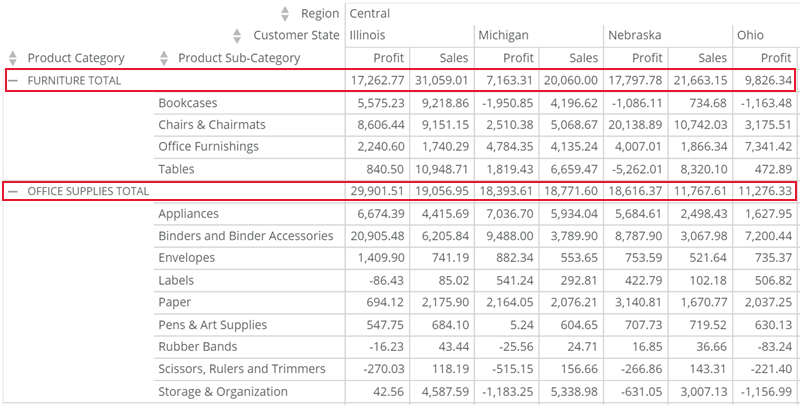 Region Central
Customer State Illinois Michigan Nebraska Ohio
Product Category Product Sub-Category Profit Sales Profit Sales Profit Sales Profit
FURNITURE TOTAL 17,262.77 31,059.01 7,163.31 20,060.00 17,797.78 21,663.15 9,826.34
Bookcases 5,575.23 9,218.86 -1,950.85 4,196.62 -1,086.11 734.68 -1,163.48
Chairs & Chairmats 8,606.44 9,151.15 2,510.38 5,068.67 20,138.89 10,742.03 3,175.51
Office Furnishings 2,240.60 1,740.29 4,784.35 4,135.24 4,007.01 1,866.34 7,341.42
Tables 840.50 10,948.71 1,819.43 6,659.47 -5,262.01 8,320.10 472.89
OFFICE SUPPLIES TOTAL 29,901.51 19,056.95 18,393.61 18,771.60 18,616.37 11,767.61 11,276.33
Appliances 6,674.39 4,415.69 7,036.70 5,934.04 5,684.61 2,498.43 1,627.95
Binders and Binder Accessories 20,905.48 6,205.84 9,488.00 3,789.90 8,787.90 3,067.98 7,200.44
Envelopes 1,409.90 741.19 882.34 553.65 753.59 521.64 735.37
Labels -86.43 85.02 541.24 292.81 422.79 102.18 506.82
Paper 694.12 2,175.90 2,164.05 2,076.21 3,140.81 1,670.77 2,037.25
Pens & Art Supplies 547.75 684.10 5.24 604.65 707.73 719.52 630.13
Rubber Bands -16.23 43.44 -25.56 24.71 16.85 36.66 -83.24
Scissors, Rulers and Trimmers -270.03 118.19 -515.15 156.66 -266.86 143.31 -221.40
Storage & Organization 42.56 4,587.59 -1,183.25 5,338.98 -631.05 3,007.13 -1,156.99